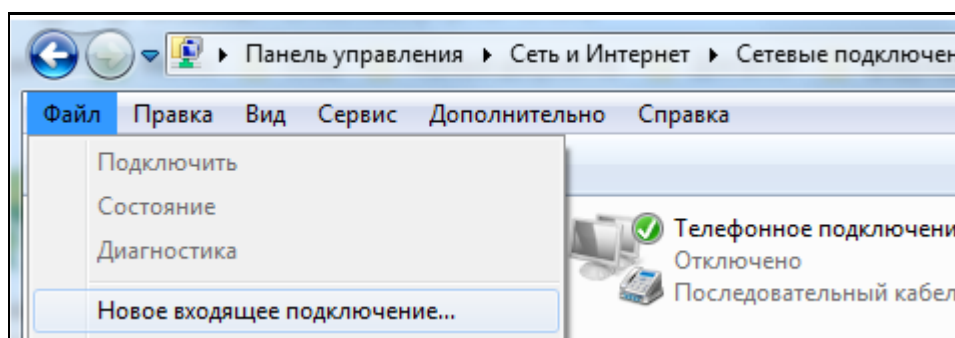 Панель управления ▸ Сеть и Интернет ▸ Сетевые подключен
Файл Правка Вид Сервис Дополнительно Справка
Подключить
Состояние
Диагностика
Новое входящее подключение...
Телефонное подключени
Отключено
Последовательный кабел